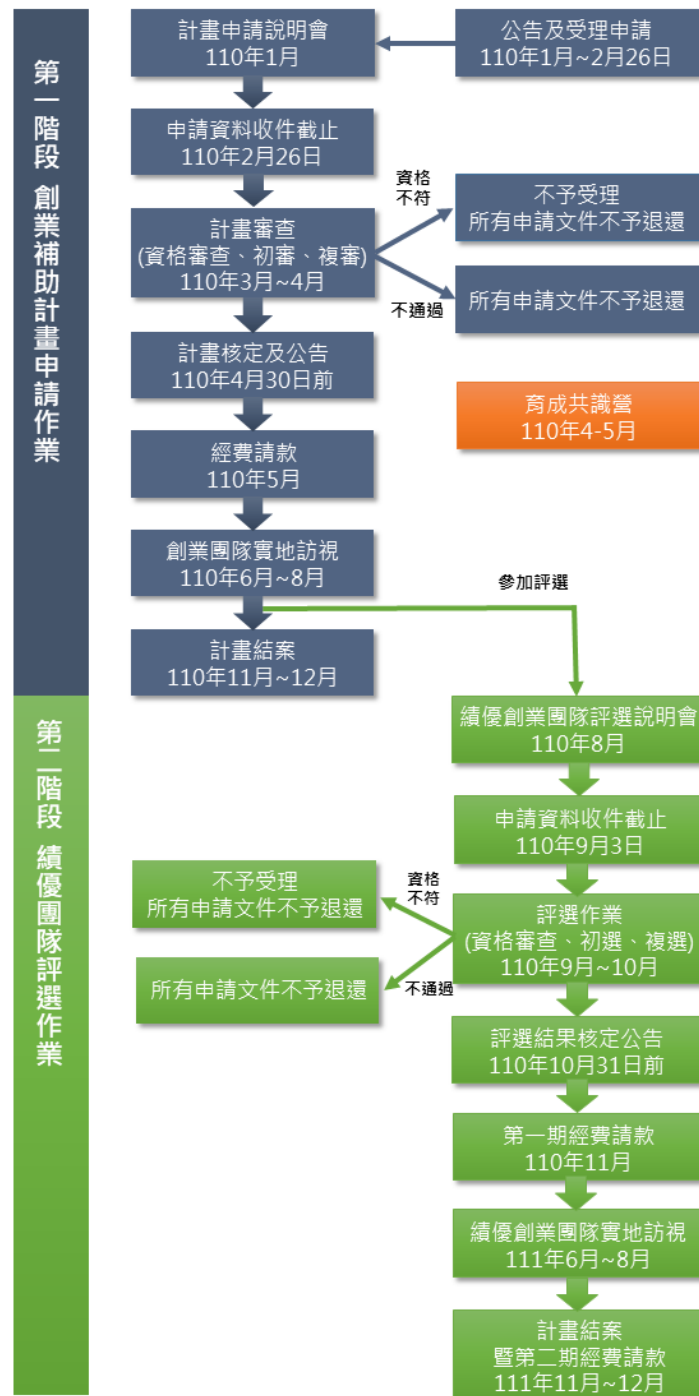 第一階段 創業補助計畫申請作業
計畫申請說明會
110年1月
公告及受理申請
110年1月~2月26日
申請資料收件截止
110年2月26日
計畫審查
(資格審查、初審、複審)
110年3月~4月
資格
不符
不予受理
所有申請文件不予退還
不通過
所有申請文件不予退還
計畫核定及公告
110年4月30日前
育成共識營
110年4-5月
經費請款
110年5月
創業團隊實地訪視
110年6月~8月
參加評選
計畫結案
110年11月~12月
第二階段 績優團隊評選作業
績優創業團隊評選說明會
110年8月
申請資料收件截止
110年9月3日
評選作業
(資格審查、初選、複選)
110年9月~10月
資格
不符
不予受理
所有申請文件不予退還
不通過
所有申請文件不予退還
評選結果核定公告
110年10月31日前
第一期經費請款
110年11月
績優創業團隊實地訪視
111年6月~8月
計畫結案
暨第二期經費請款
111年11月~12月